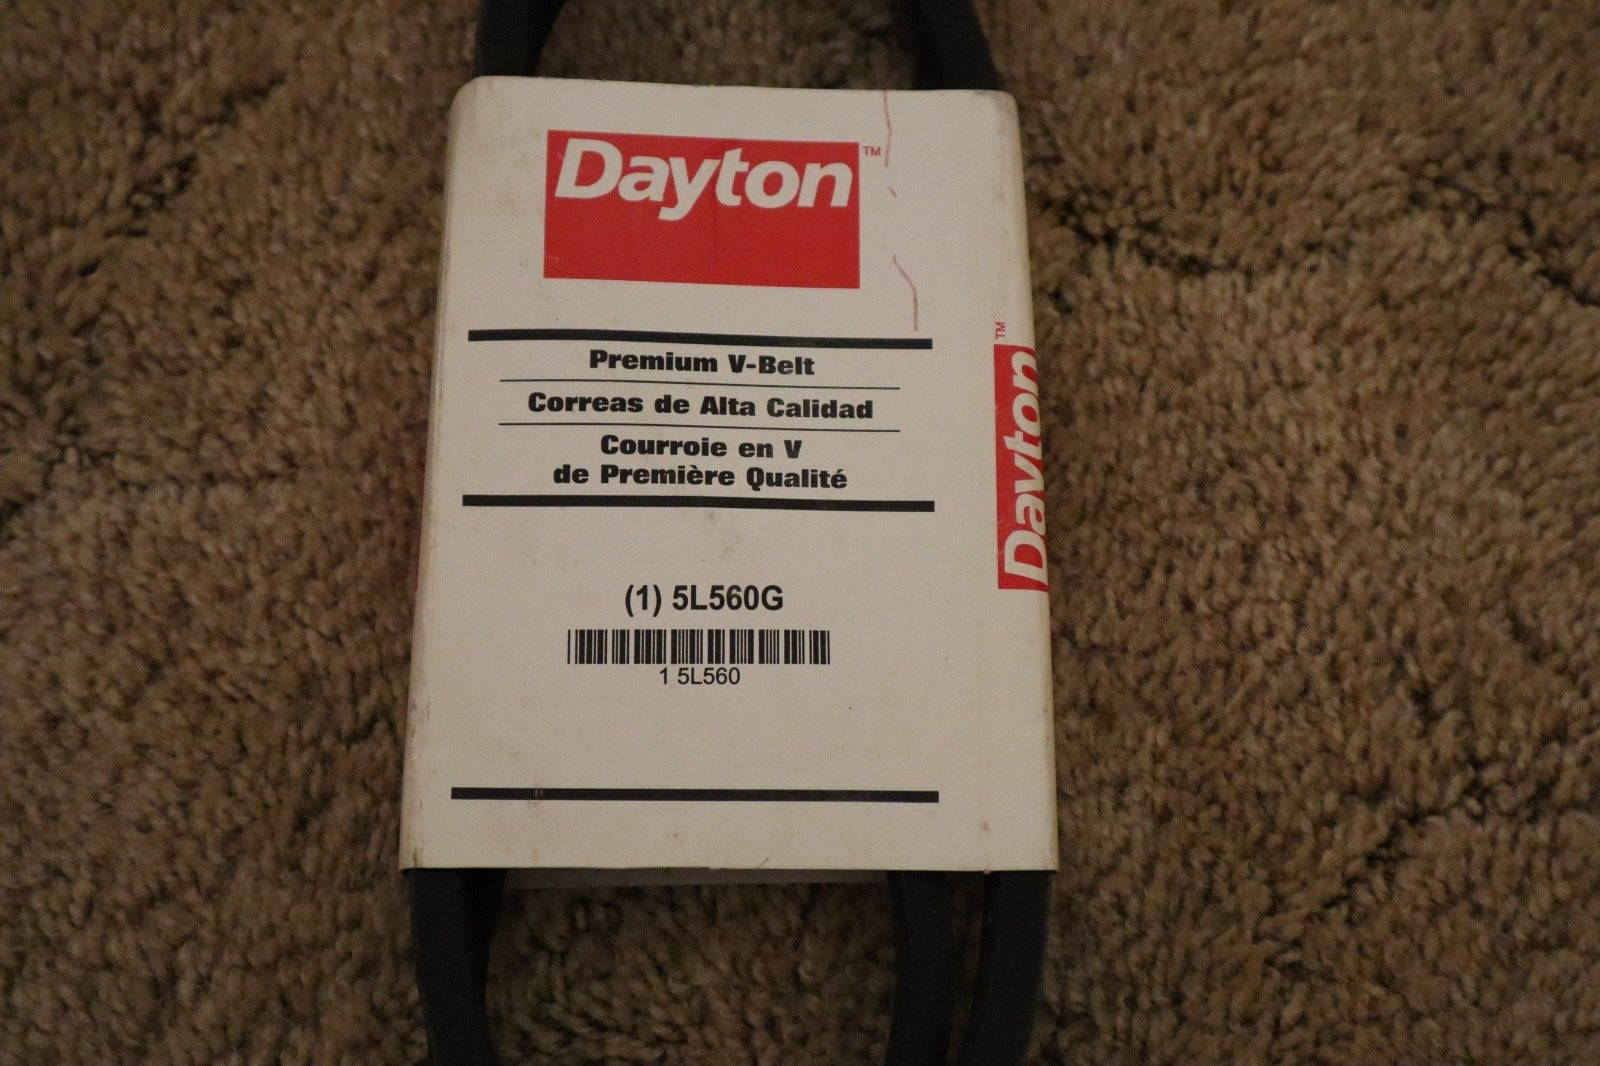 Dayton™
Premium V-Belt
Correas de Alta Calidad
Courroie en V
de Première Qualité
(1) 5L560G
1 5L560
Dayton™